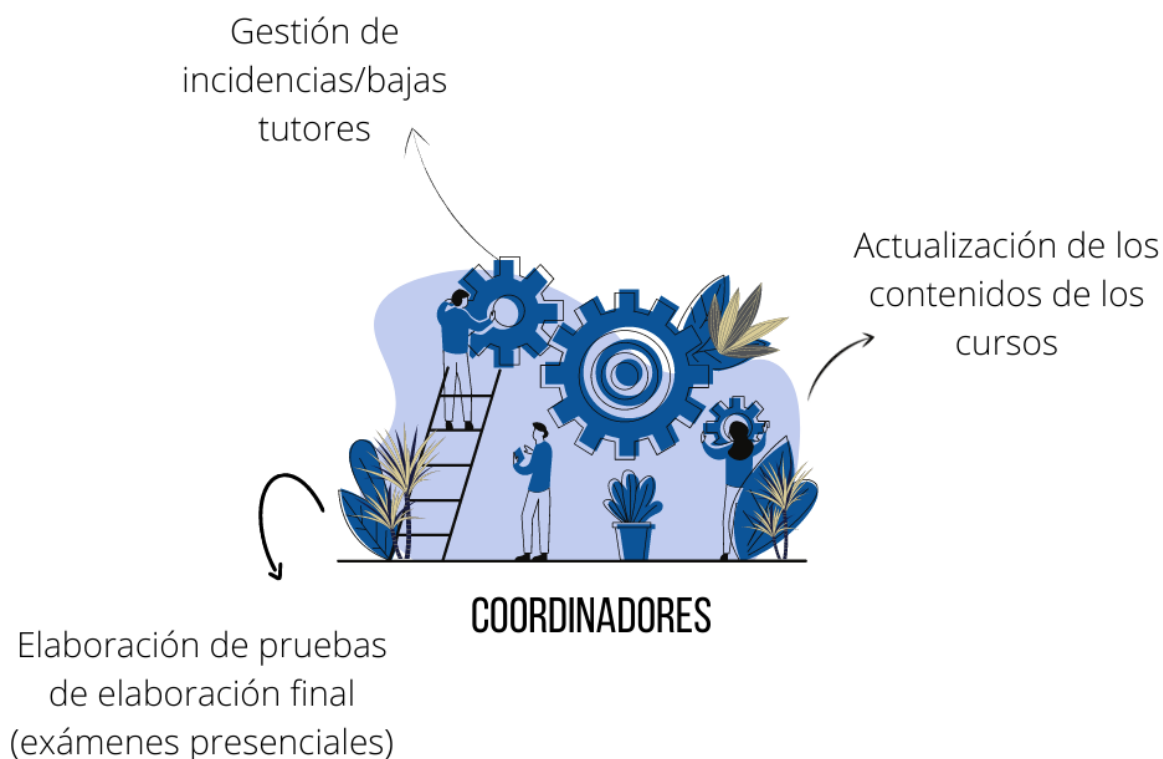 Gestión de
incidencias/bajas
tutores
Actualización de los
contenidos de los
cursos
COORDINADORES
Elaboración de pruebas
de elaboración final
(exámenes presenciales)